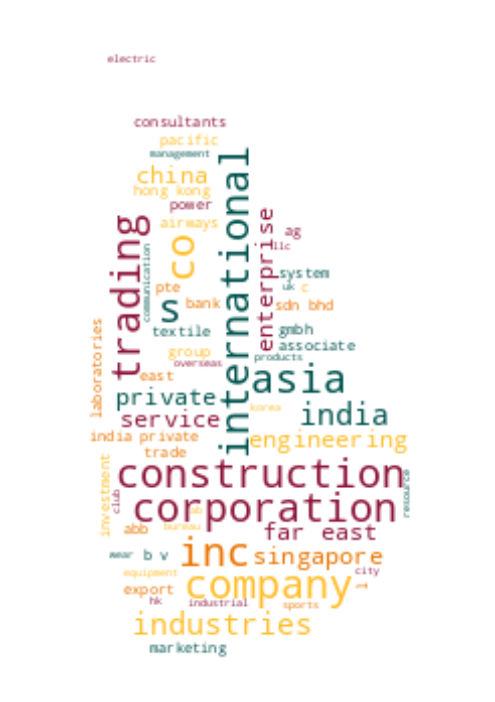 electric
consultants
pacific
management
china
hong kong
power
international
trading
airways
co
enterprise
ag
llc
communication
system
pte
uk
c
s
bank
sdn bhd
textile
gmbh
associate
laboratories
group
overseas
products
east
asia
private
korea
india
service
india private
engineering
trade
investment
construction
club
corporation
resource
ab
abb
bureau
far east
wear
b v
inc
singapore
equipment
city
export
company
hk
industrial
sports
industries
marketing